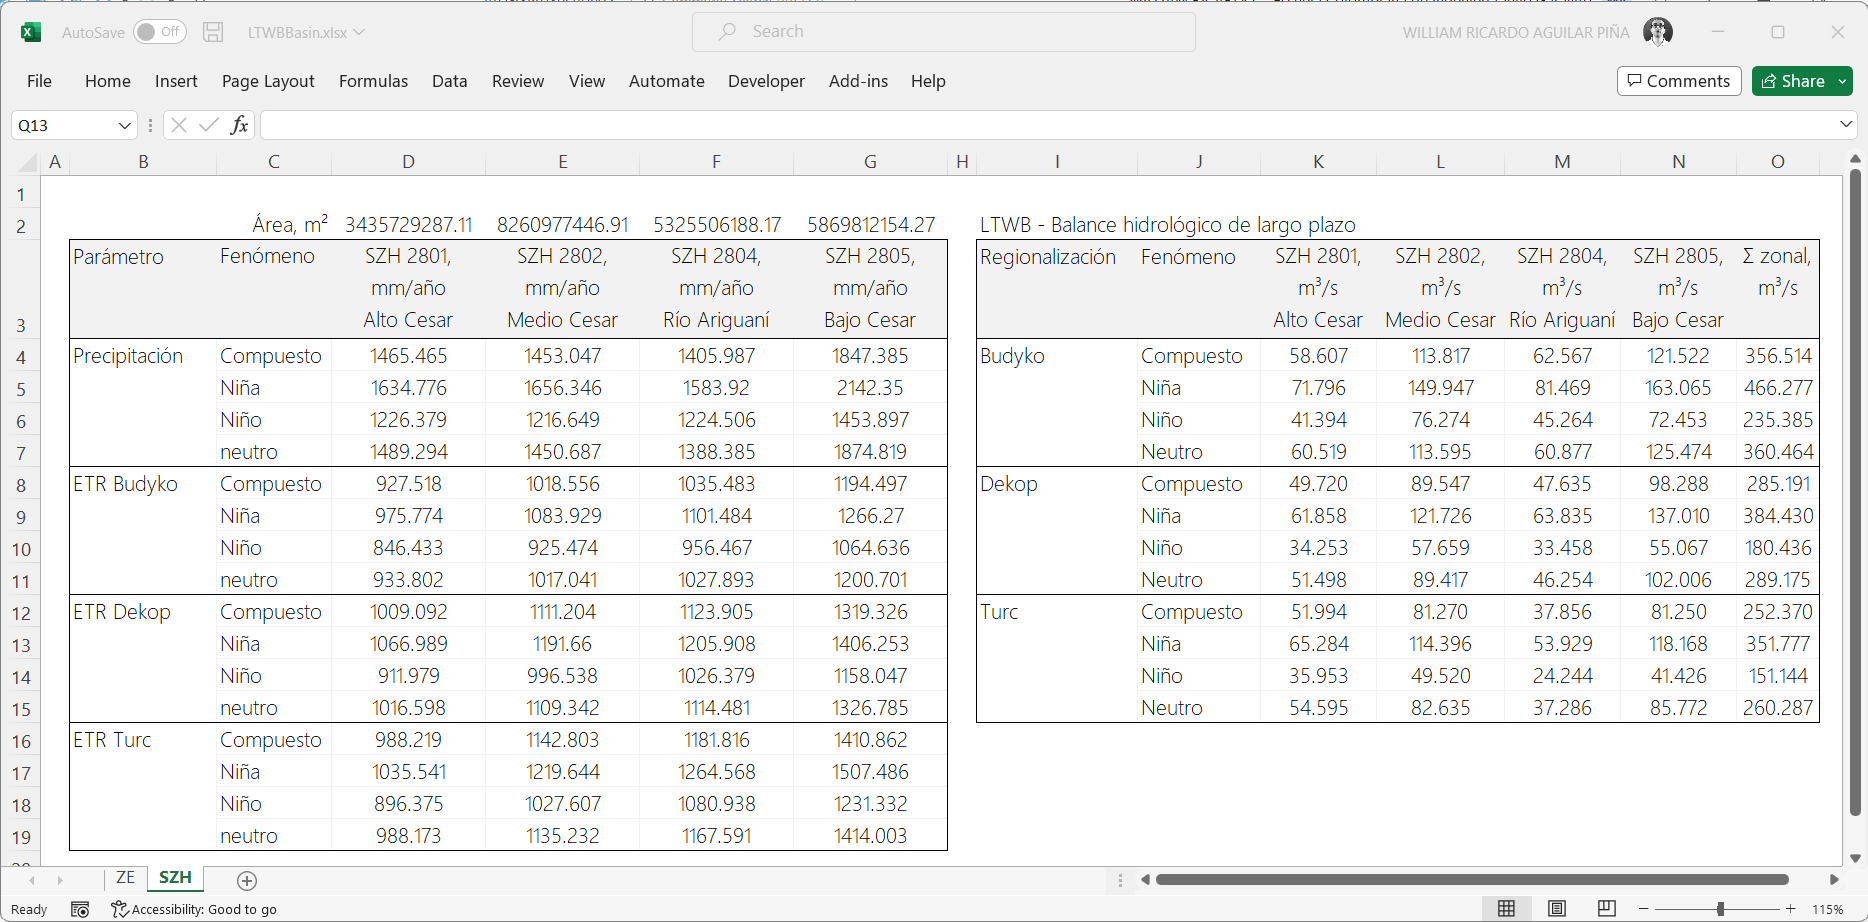 AutoSave Off LTWBBasin.xlsx Search WILLIAM RICARDO AGUILAR PIÑA
File Home Insert Page Layout Formulas Data Review View Automate Developer Add-ins Help Comments Share
Q13 fx
A B C D E F G H I J K L M N O
1
2 Área, m² 3435729287.11 8260977446.91 5325506188.17 5869812154.27 LTWB - Balance hidrológico de largo plazo
Parámetro Fenómeno SZH 2801, SZH 2802, SZH 2804, SZH 2805, Regionalización Fenómeno SZH 2801, SZH 2802, SZH 2804, SZH 2805, Σ zonal,
mm/año mm/año mm/año mm/año m³/s m³/s m³/s m³/s m³/s
3 Alto Cesar Medio Cesar Río Ariguaní Bajo Cesar Alto Cesar Medio Cesar Río Ariguaní Bajo Cesar
4 Precipitación Compuesto 1465.465 1453.047 1405.987 1847.385 Budyko Compuesto 58.607 113.817 62.567 121.522 356.514
5 Niña 1634.776 1656.346 1583.92 2142.35 Niña 71.796 149.947 81.469 163.065 466.277
6 Niño 1226.379 1216.649 1224.506 1453.897 Niño 41.394 76.274 45.264 72.453 235.385
7 neutro 1489.294 1450.687 1388.385 1874.819 Neutro 60.519 113.595 60.877 125.474 360.464
8 ETR Budyko Compuesto 927.518 1018.556 1035.483 1194.497 Dekop Compuesto 49.720 89.547 47.635 98.288 285.191
9 Niña 975.774 1083.929 1101.484 1266.27 Niña 61.858 121.726 63.835 137.010 384.430
10 Niño 846.433 925.474 956.467 1064.636 Niño 34.253 57.659 33.458 55.067 180.436
11 neutro 933.802 1017.041 1027.893 1200.701 Neutro 51.498 89.417 46.254 102.006 289.175
12 ETR Dekop Compuesto 1009.092 1111.204 1123.905 1319.326 Turc Compuesto 51.994 81.270 37.856 81.250 252.370
13 Niña 1066.989 1191.66 1205.908 1406.253 Niña 65.284 114.396 53.929 118.168 351.777
14 Niño 911.979 996.538 1026.379 1158.047 Niño 35.953 49.520 24.244 41.426 151.144
15 neutro 1016.598 1109.342 1114.481 1326.785 Neutro 54.595 82.635 37.286 85.772 260.287
16 ETR Turc Compuesto 988.219 1142.803 1181.816 1410.862
17 Niña 1035.541 1219.644 1264.568 1507.486
18 Niño 896.375 1027.607 1080.938 1231.332
19 neutro 988.173 1135.232 1167.591 1414.003
ZE SZH
Ready Accessibility: Good to go 115%